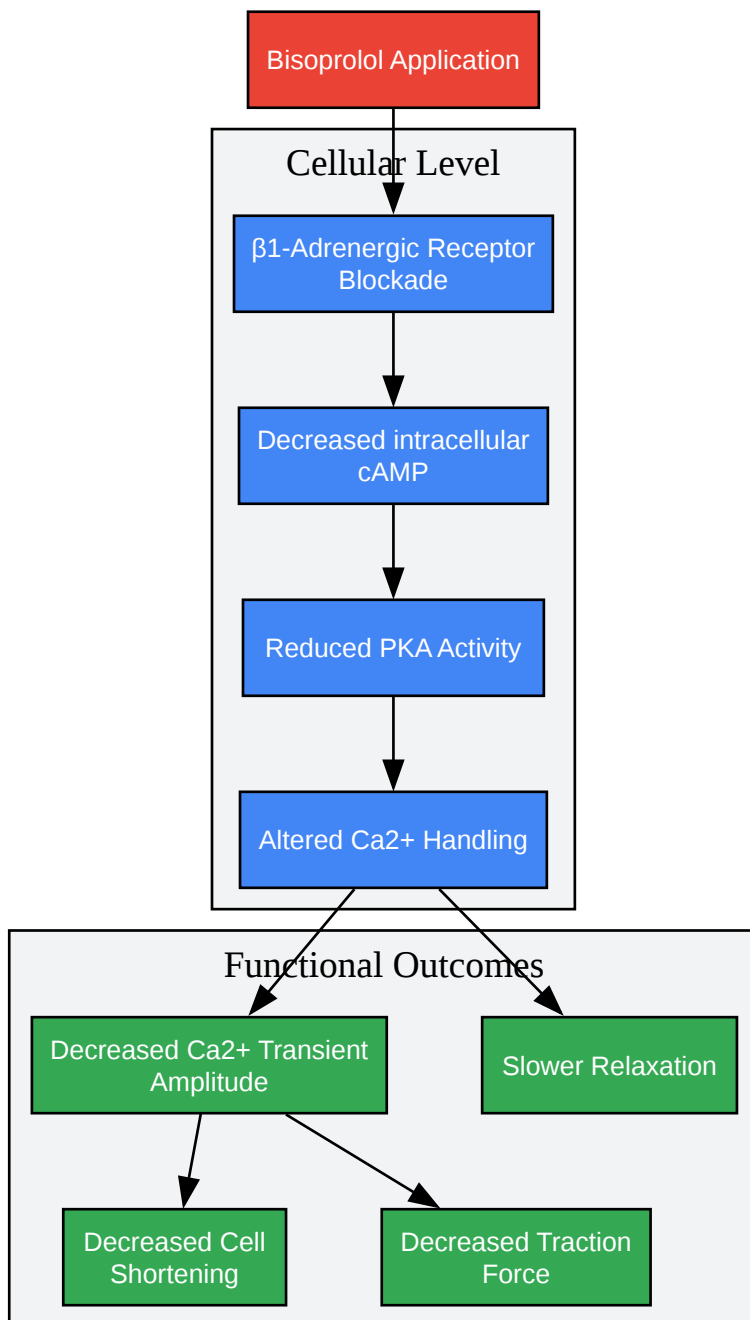 Bisoprolol Application
Cellular Level
β1-Adrenergic Receptor
Blockade
Decreased intracellular
cAMP
Reduced PKA Activity
Altered Ca2+ Handling
Functional Outcomes
Decreased Ca2+ Transient
Amplitude
Slower Relaxation
Decreased Cell
Shortening
Decreased Traction
Force